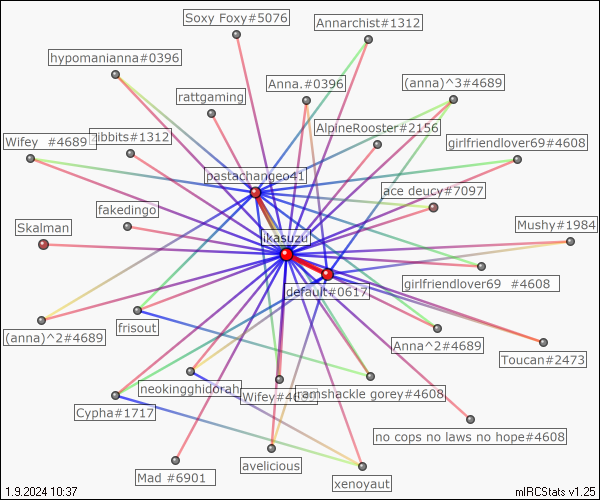 Soxy Foxy#5076
Annarchist#1312
hypomanianna#0396
Anna.#0396
(anna)^3#4689
rattgaming
AlpineRooster#2156
Wifey #4689
zibbits#1312
girlfriendlover69#4608
pastachangeo41
ace deucy#7097
fakedingo
Skalman
Mushy#1984
ikasuzu
default#0617
girlfriendlover69 #4608
(anna)^2#4689
frisout
Anna^2#4689
Toucan#2473
neokingghidorah
Wifey#4689
ramshackle gorey#4608
Cypha#1717
no cops no laws no hope#4608
avelicious
Mad #6901
xenoyaut
1.9.2024 10:37
mIRCStats v1.25